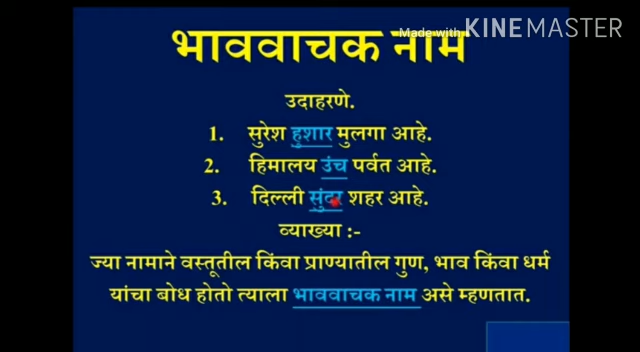 Made with KINEMASTER
भाववाचक नाम
उदाहरणे.
1. सुरेश हुशार मुलगा आहे.
2. हिमालय उंच पर्वत आहे.
3. दिल्ली सुंदर शहर आहे.
व्याख्या :-
ज्या नामाने वस्तूतील किंवा प्राण्यातील गुण, भाव किंवा धर्म
यांचा बोध होतो त्याला भाववाचक नाम असे म्हणतात.